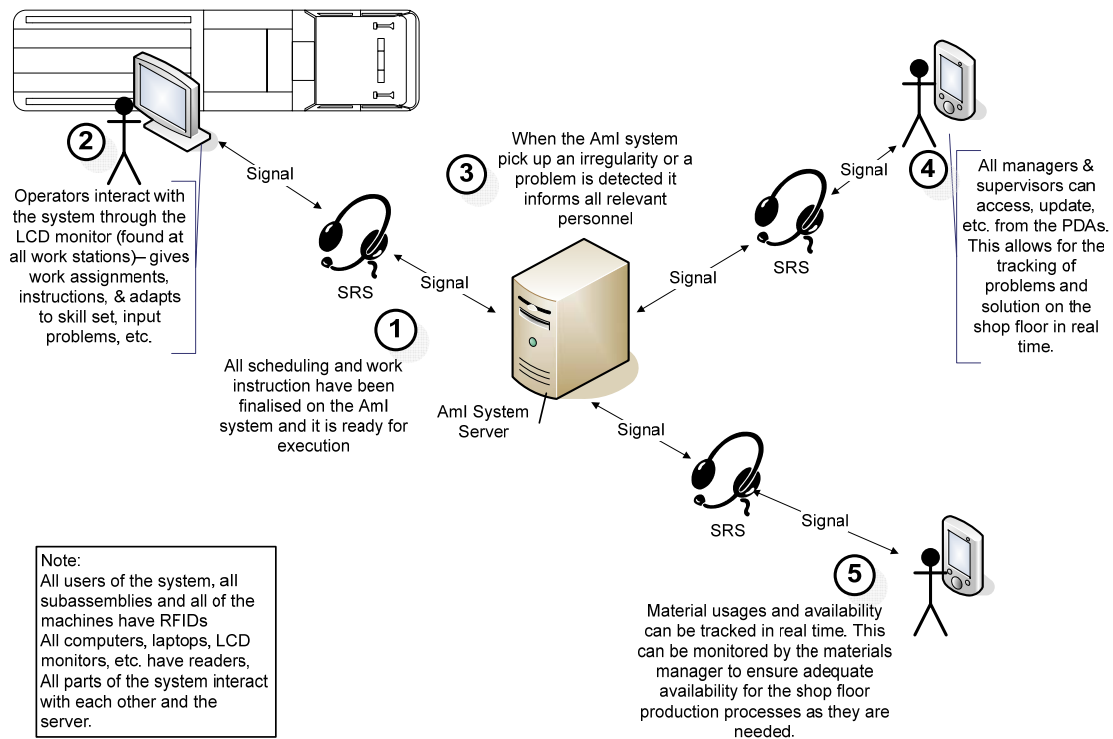 2
Operators interact with
the system through the
LCD monitor (found at
all work stations)– gives
work assignments,
instructions, & adapts
to skill set, input
problems, etc.
Signal
SRS
Signal
1
All scheduling and work
instruction have been
finalised on the AmI
system and it is ready for
execution
3
When the AmI system
pick up an irregularity or a
problem is detected it
informs all relevant
personnel
AmI System
Server
Signal
SRS
Signal
4
All managers &
supervisors can
access, update,
etc. from the PDAs.
This allows for the
tracking of
problems and
solution on the
shop floor in real
time.
Signal
SRS
Signal
5
Material usages and availability
can be tracked in real time. This
can be monitored by the materials
manager to ensure adequate
availability for the shop floor
production processes as they are
needed.
Note:
All users of the system, all
subassemblies and all of the
machines have RFIDs
All computers, laptops, LCD
monitors, etc. have readers,
All parts of the system interact
with each other and the
server.